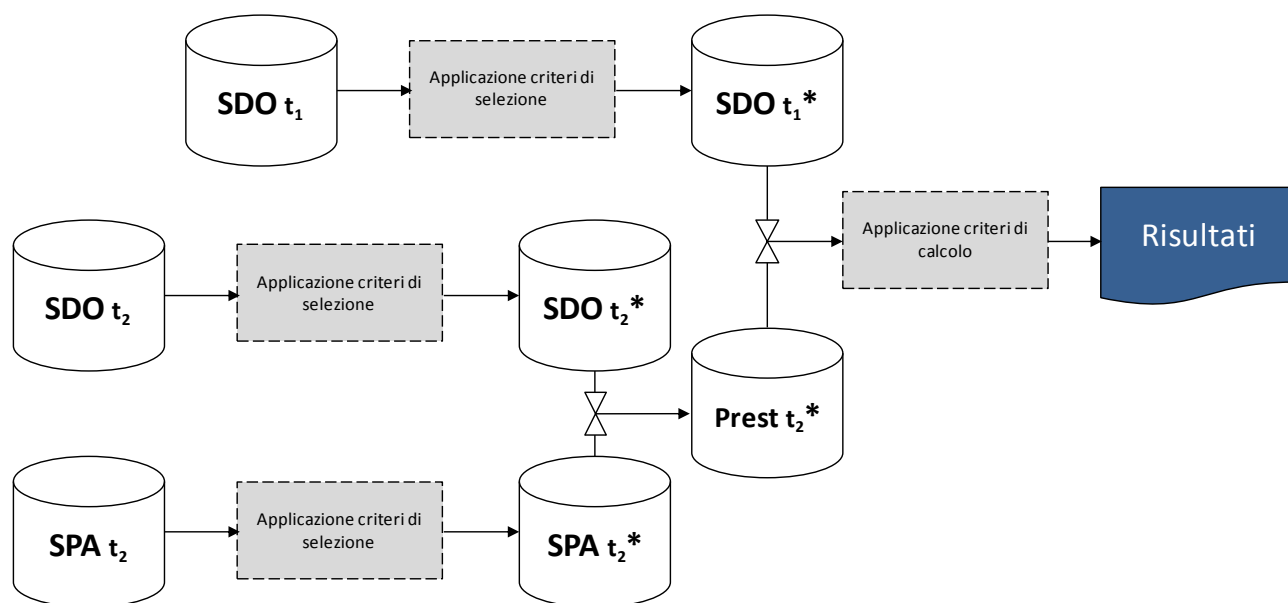 SDO t₁
Applicazione criteri di
selezione
SDO t₁*
SDO t₂
Applicazione criteri di
selezione
SDO t₂*
Applicazione criteri di
calcolo
Risultati
Prest t₂*
SPA t₂
Applicazione criteri di
selezione
SPA t₂*